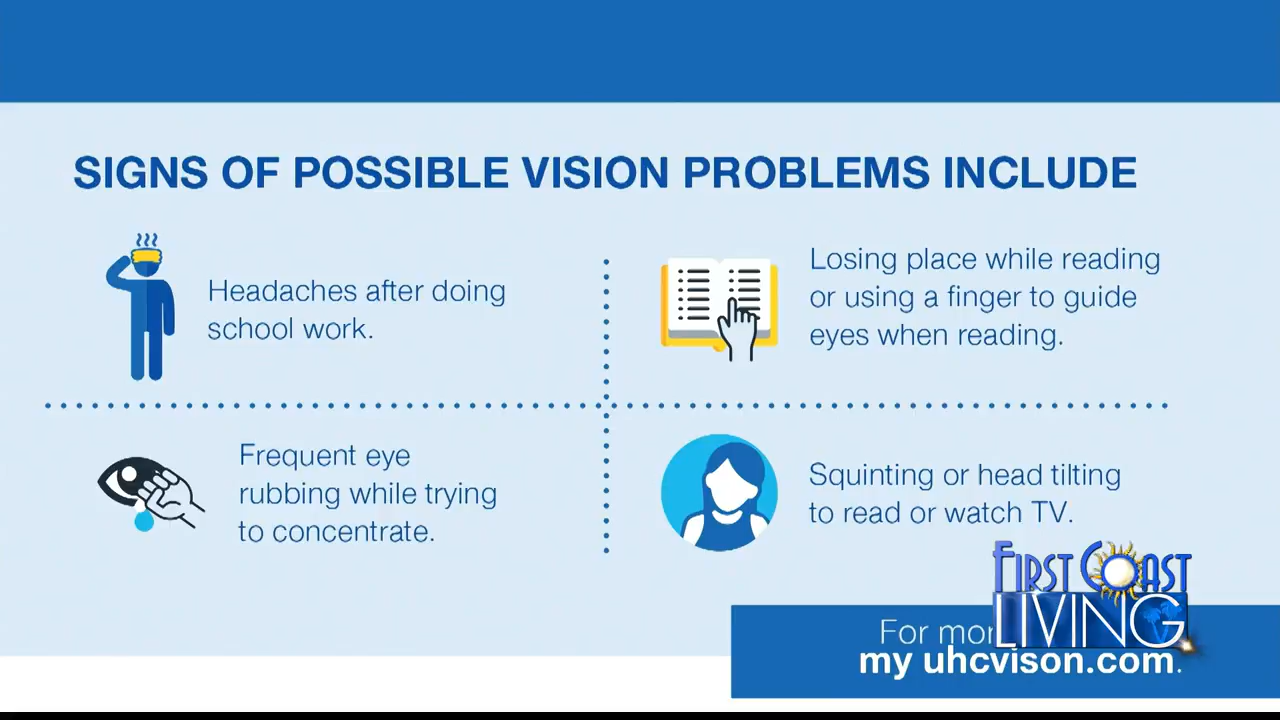 SIGNS OF POSSIBLE VISION PROBLEMS INCLUDE
Headaches after doing
school work.
Losing place while reading
or using a finger to guide
eyes when reading.
Frequent eye
rubbing while trying
to concentrate.
Squinting or head tilting
to read or watch TV.
FIRST COAST
LIVING
For
my uhcvison.com.